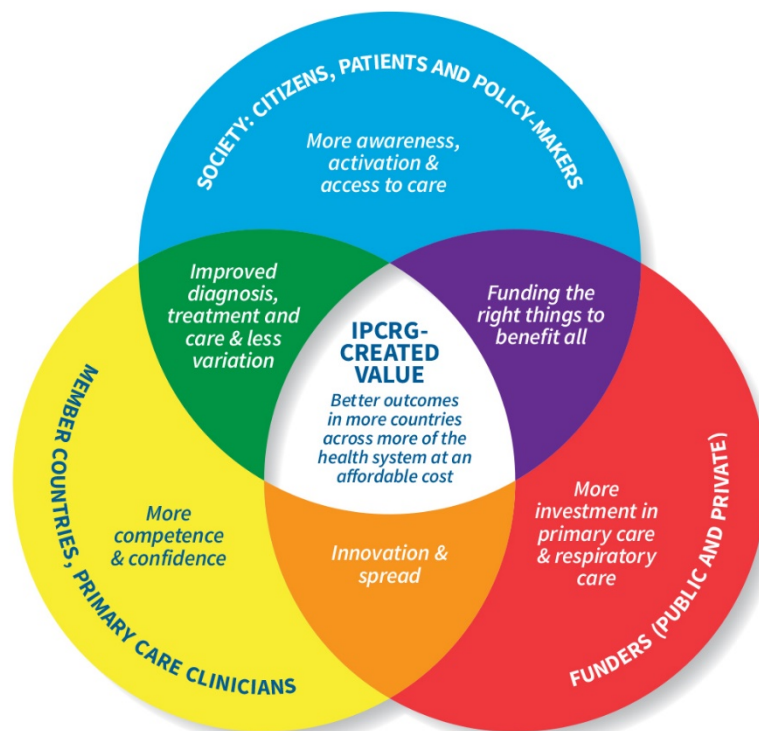 SOCIETY: CITIZENS, PATIENTS AND POLICY-MAKERS
More awareness,
activation &
access to care
Improved
diagnosis,
treatment and
care & less
variation
Funding the
right things to
benefit all
IPCRG-
CREATED
VALUE
Better outcomes
in more countries
across more of the
health system at an
affordable cost
MEMBER COUNTRIES, PRIMARY CARE CLINICIANS
More
competence
& confidence
Innovation &
spread
More
investment in
primary care
& respiratory
care
FUNDERS (PUBLIC AND PRIVATE)